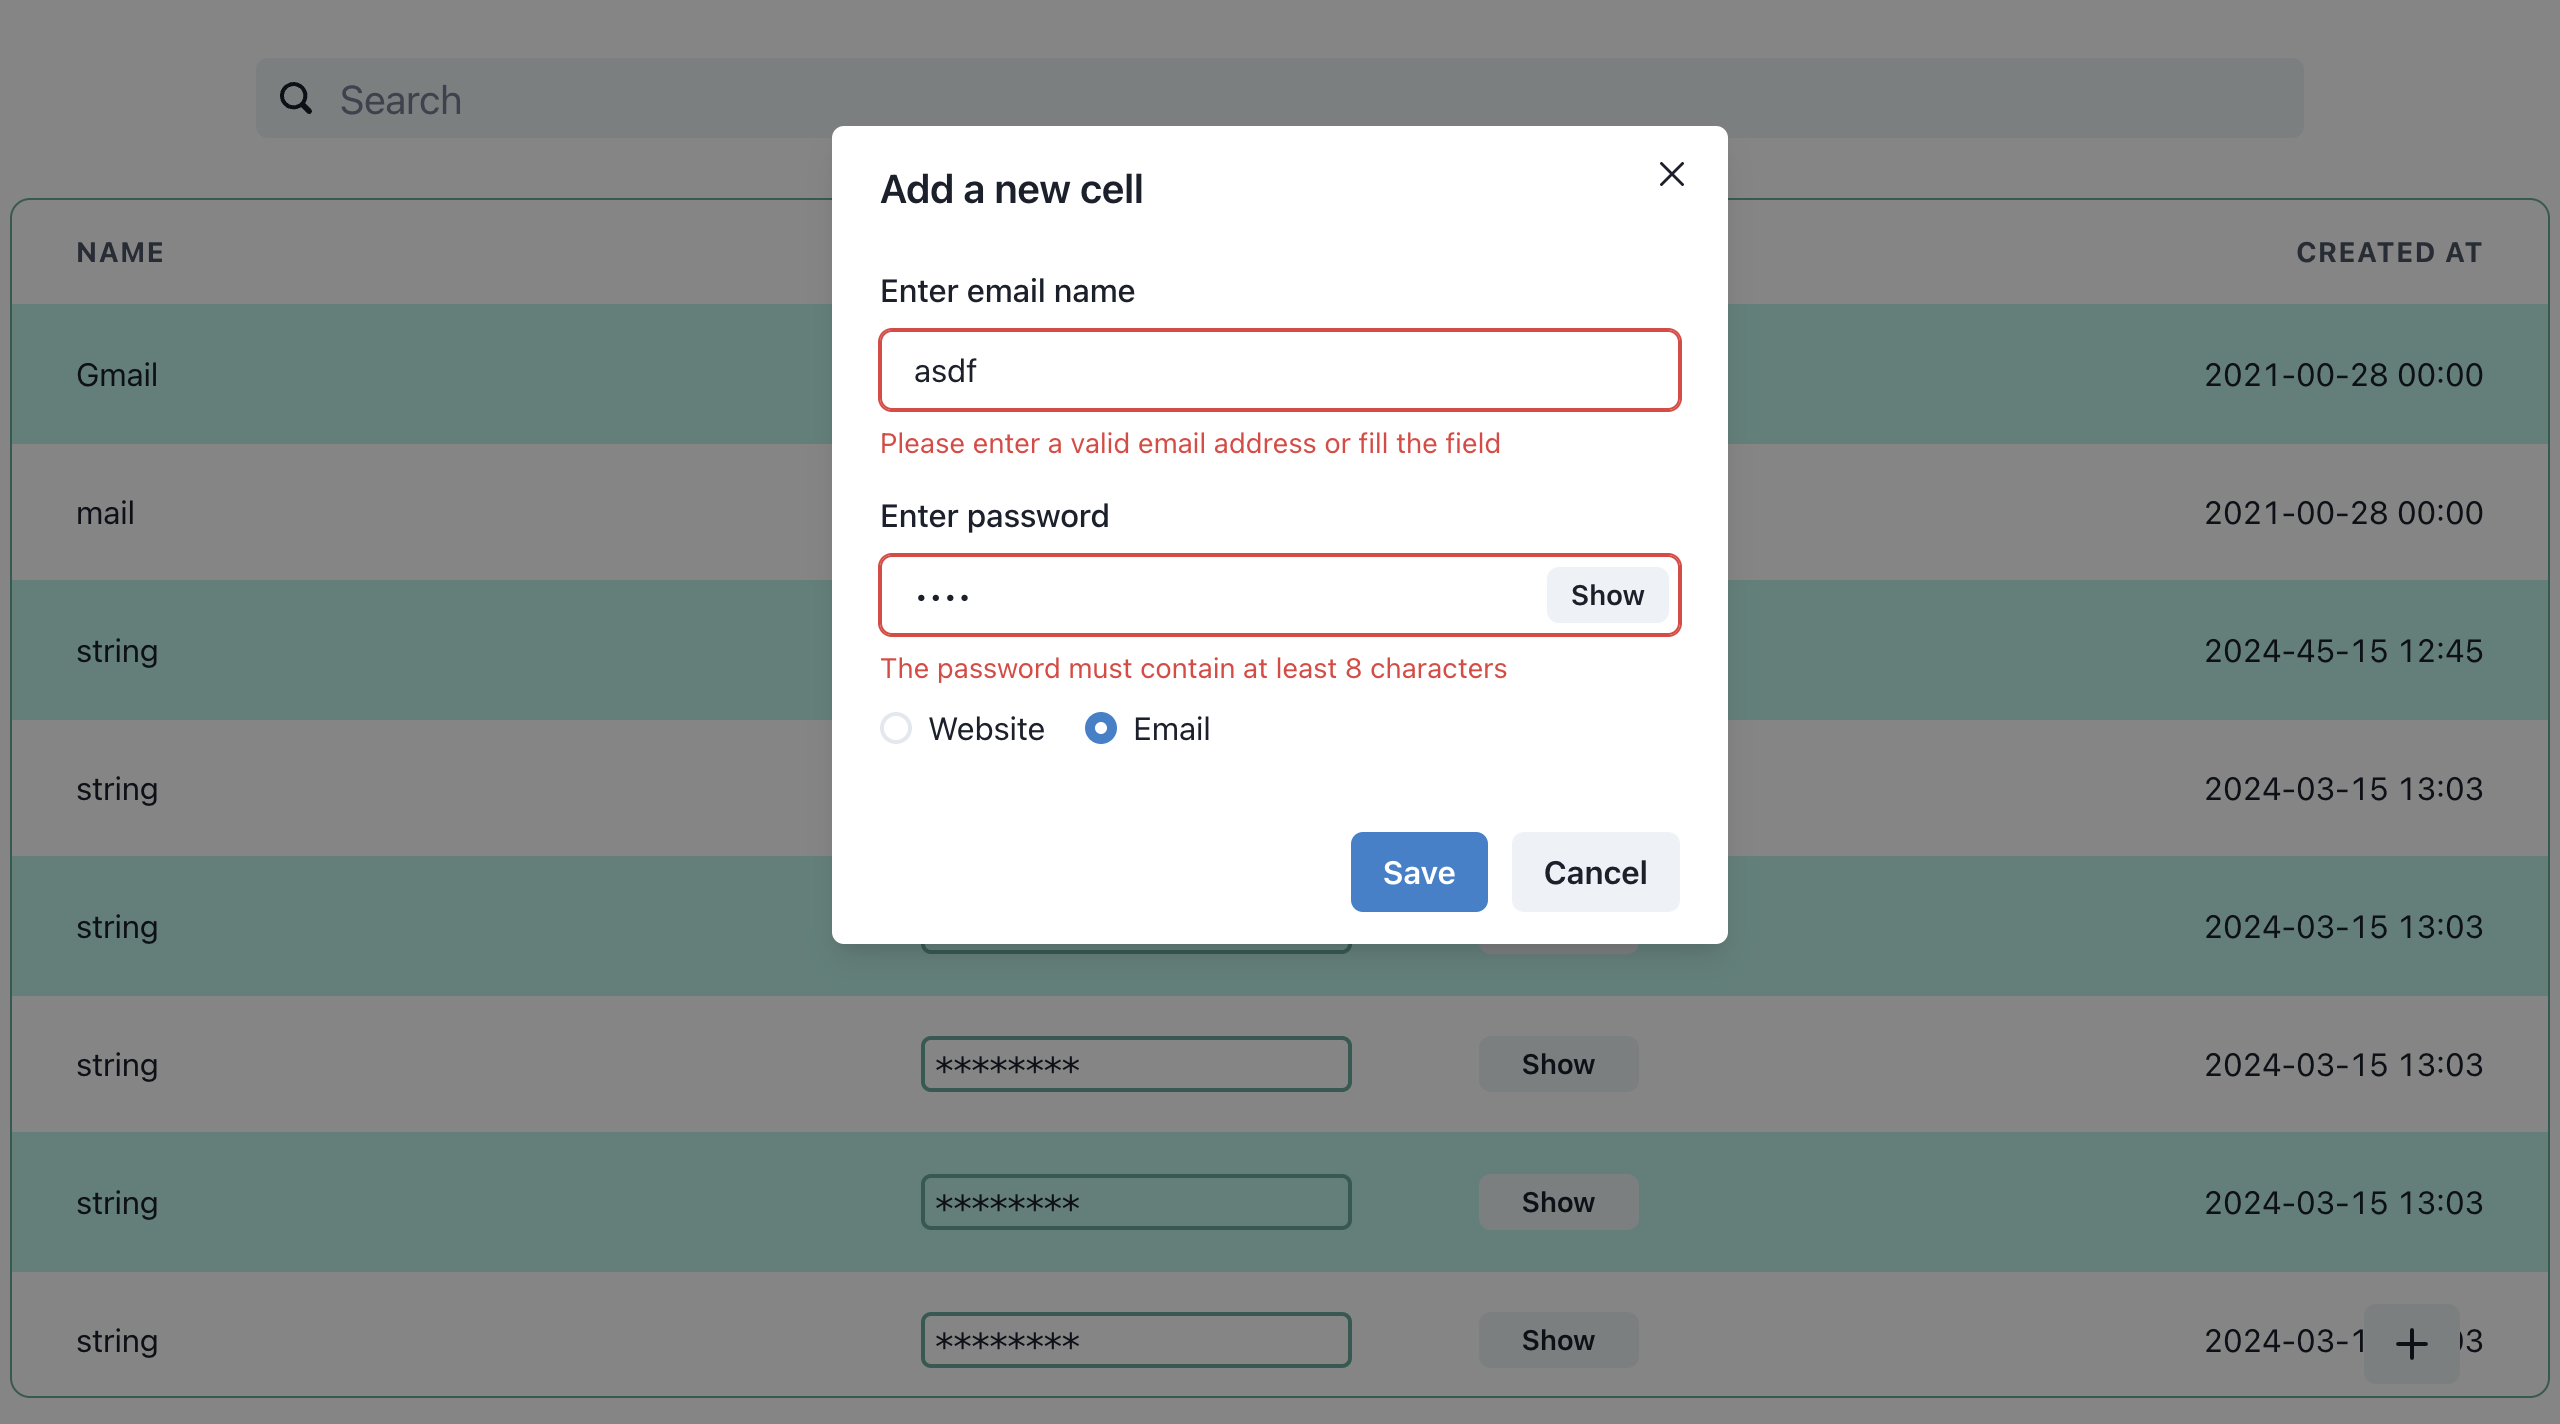 Search
Add a new cell
NAME
CREATED AT
Enter email name
asdf
Please enter a valid email address or fill the field
Enter password
••••
Show
The password must contain at least 8 characters
Website
Email
Save
Cancel
Gmail
2021-00-28 00:00
mail
2021-00-28 00:00
string
2024-45-15 12:45
string
2024-03-15 13:03
string
2024-03-15 13:03
string
********
Show
2024-03-15 13:03
string
********
Show
2024-03-15 13:03
string
********
Show
2024-03-1
+
3